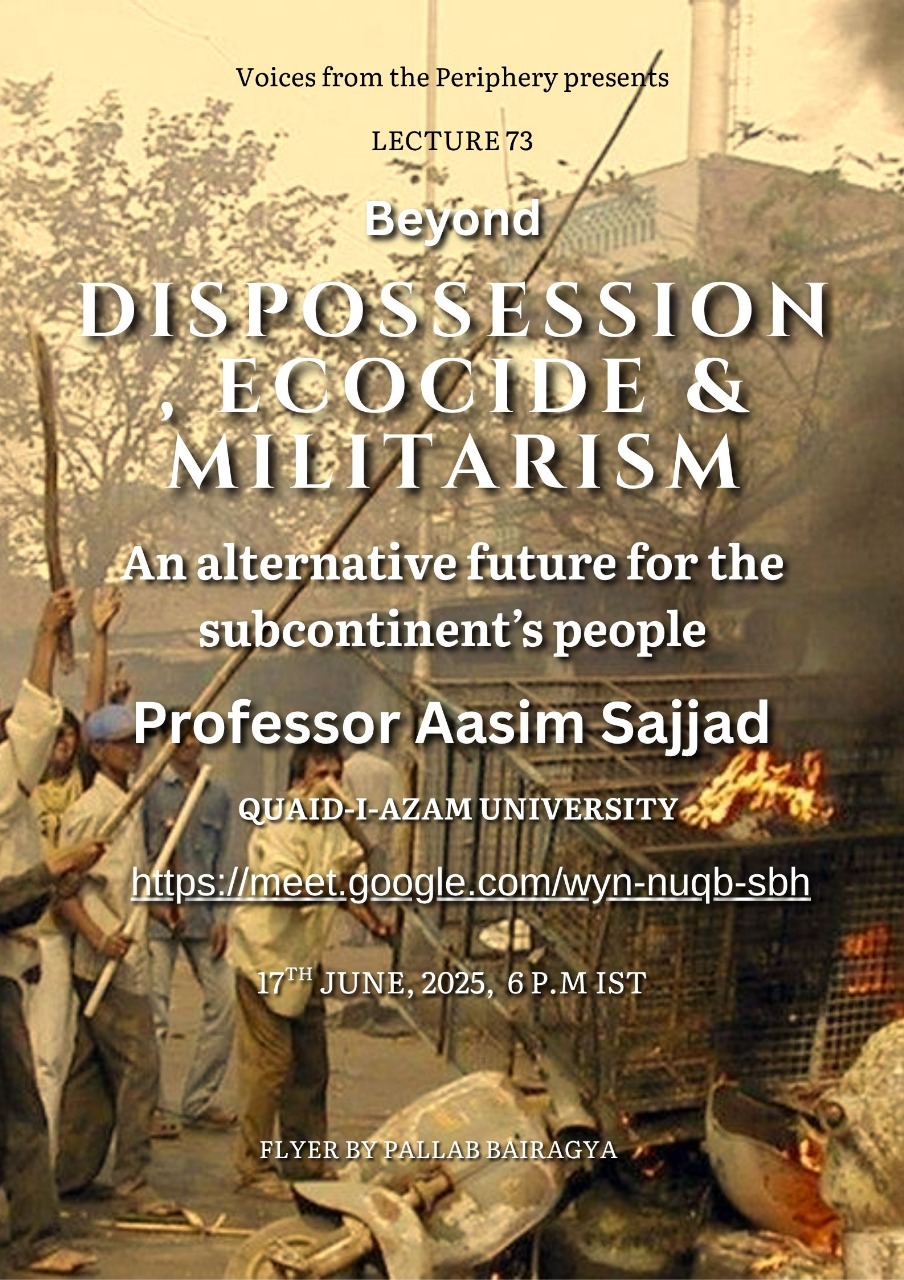 Voices from the Periphery presents
LECTURE 73
Beyond
DISPOSSESSION
, ECOCIDE &
MILITARISM
An alternative future for the
subcontinent’s people
Professor Aasim Sajjad
QUAID-I-AZAM UNIVERSITY
https://meet.google.com/wyn-nuqb-sbh
17TH JUNE, 2025, 6 P.M IST
FLYER BY PALLAB BAIRAGYA